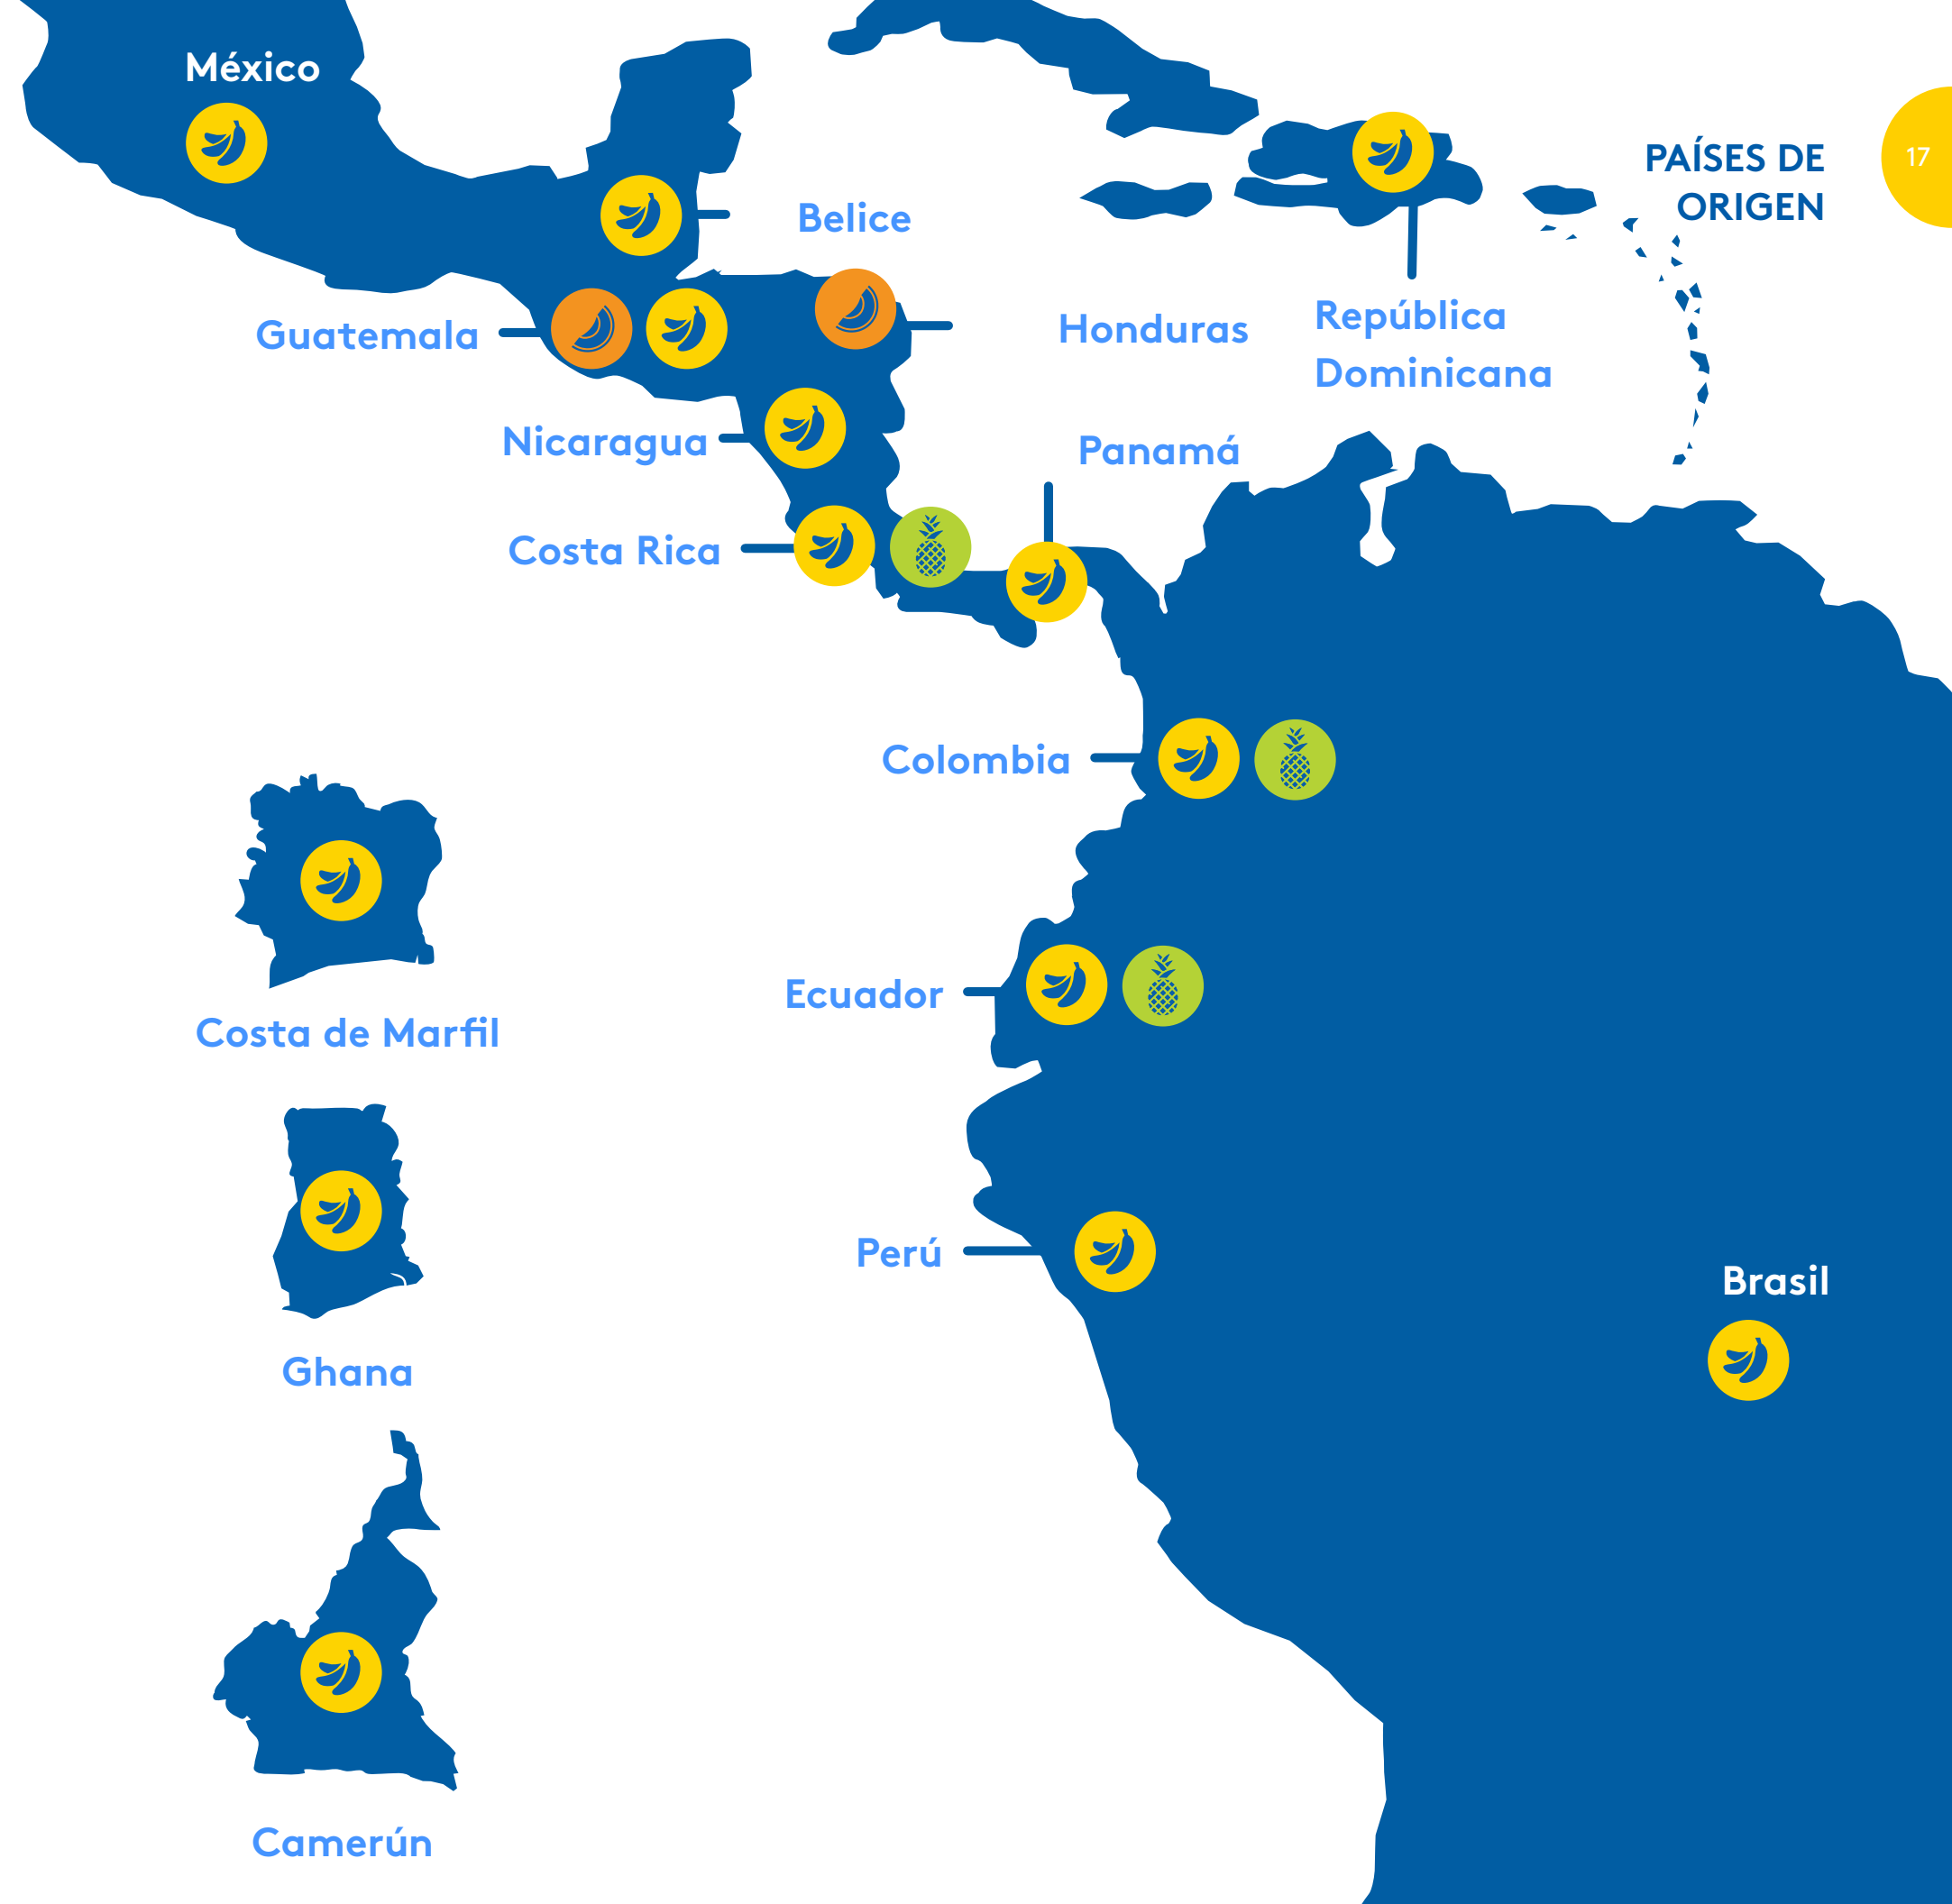 México
PAÍSES DE
ORIGEN
17
Belice
Guatemala
Honduras
República
Dominicana
Nicaragua
Panamá
Costa Rica
Colombia
Ecuador
Costa de Marfil
Perú
Brasil
Ghana
Camerún